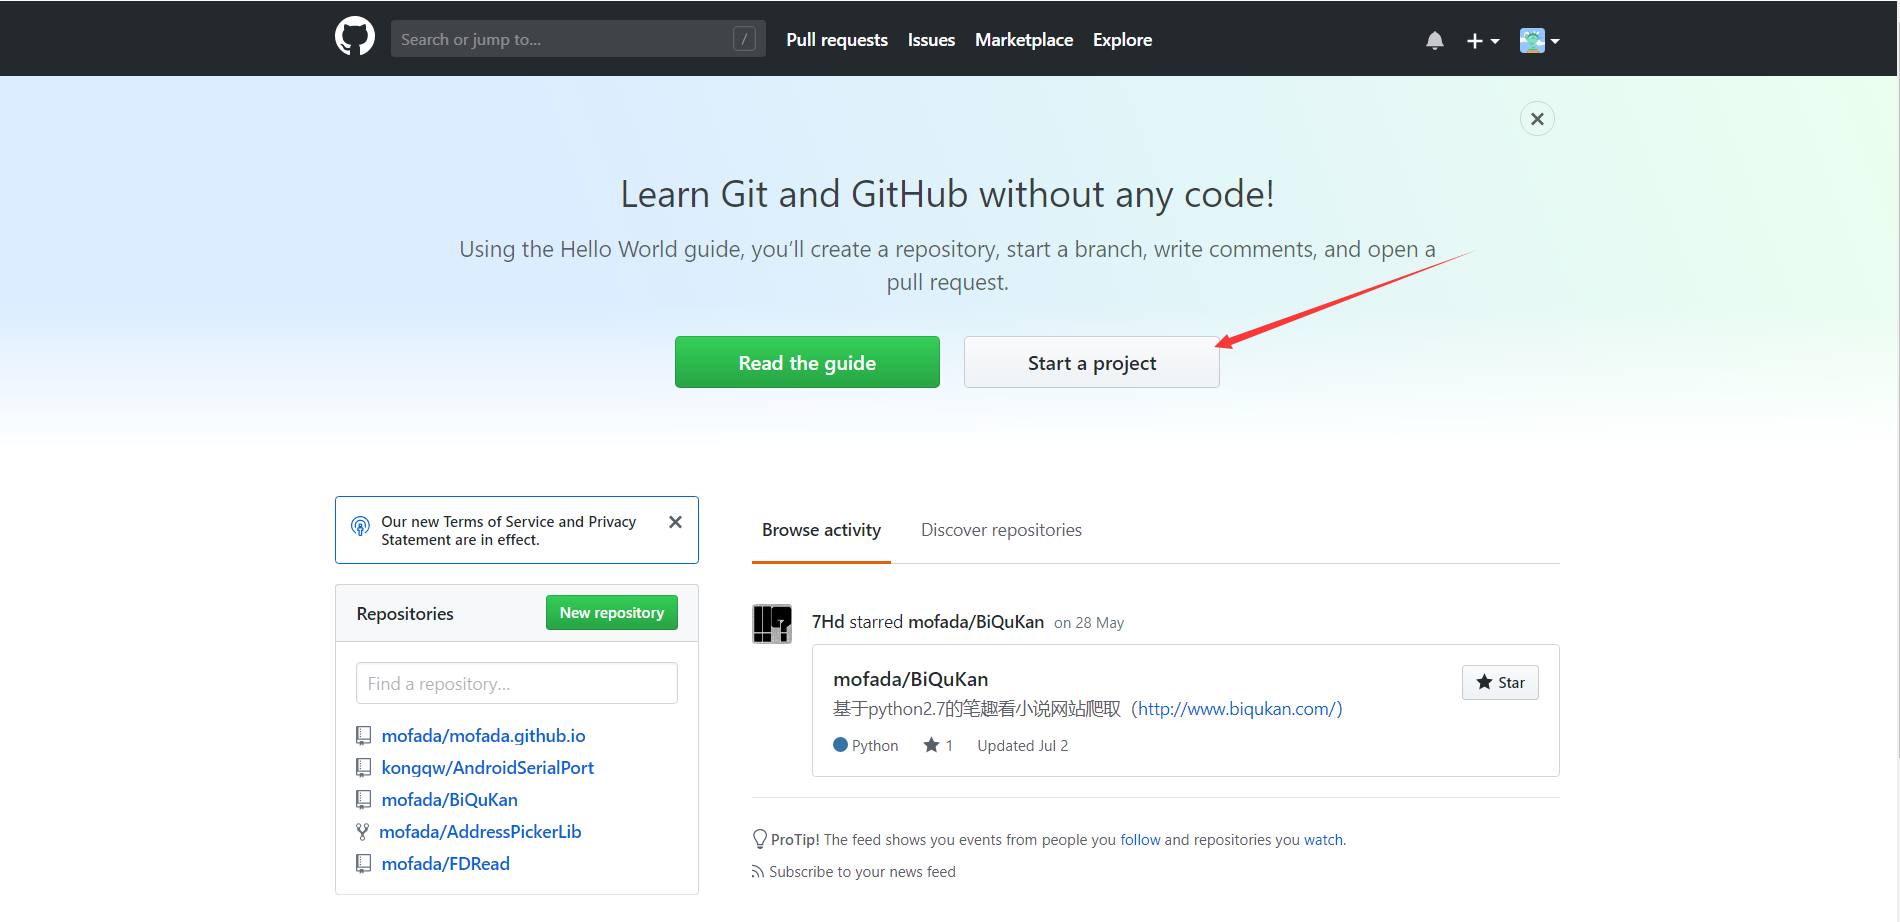 Search or jump to...
/
Pull requests
Issues
Marketplace
Explore
Learn Git and GitHub without any code!
Using the Hello World guide, you’ll create a repository, start a branch, write comments, and open a
pull request.
Read the guide
Start a project
Our new Terms of Service and Privacy
Statement are in effect.
Repositories
New repository
Find a repository...
mofada/mofada.github.io
kongqw/AndroidSerialPort
mofada/BiQuKan
mofada/AddressPickerLib
mofada/FDRead
Browse activity
Discover repositories
7Hd starred mofada/BiQuKan on 28 May
mofada/BiQuKan
Star
基于python2.7的笔趣看小说网站爬取（http://www.biqukan.com/)
Python
1
Updated Jul 2
ProTip! The feed shows you events from people you follow and repositories you watch.
Subscribe to your news feed